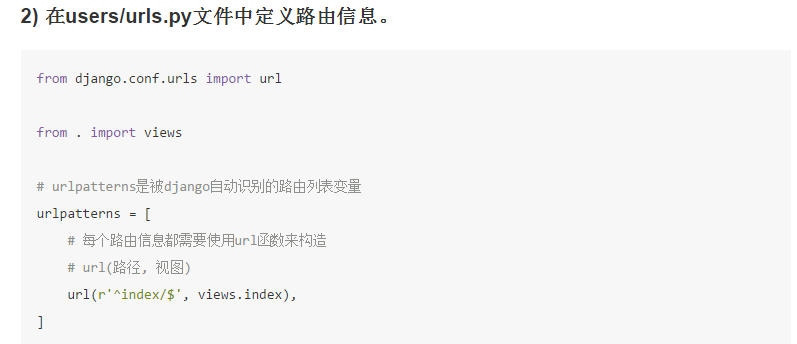 2) 在users/urls.py文件中定义路由信息。
from django.conf.urls import url
from . import views
# urlpatterns是被django自动识别的路由列表变量
urlpatterns = [
    # 每个路由信息都需要使用url函数来构造
    # url(路径, 视图)
    url(r'^index/$', views.index),
]